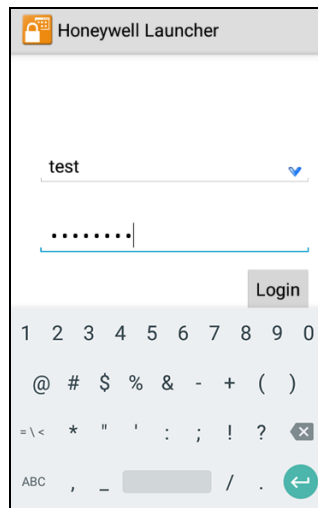 Honeywell Launcher
test
••••••••
Login
1 2 3 4 5 6 7 8 9 0
@ # $ % & - + ( )
= \ < * " ' : ; ! ?
ABC , _ / .